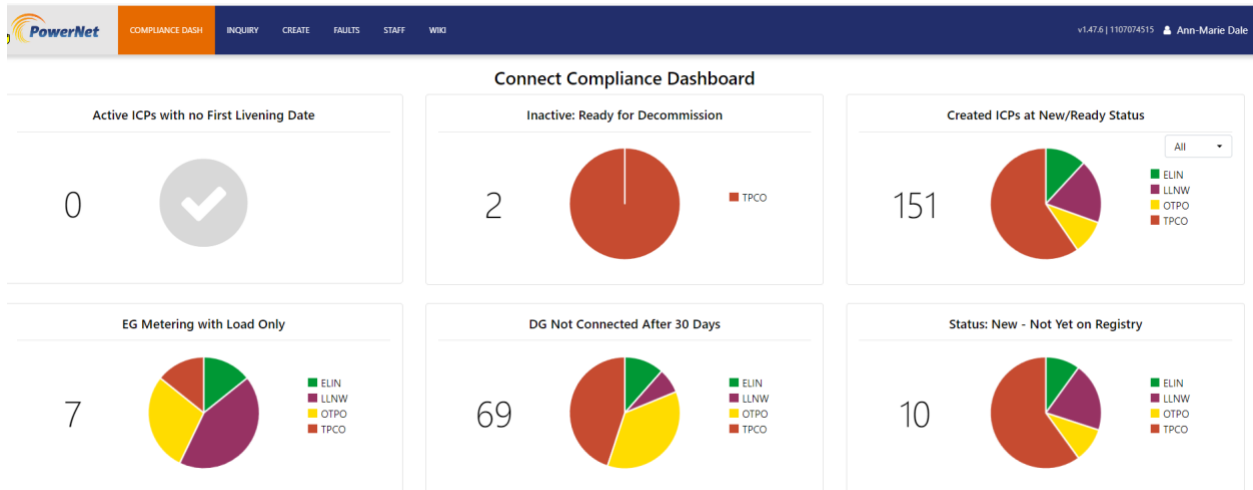 PowerNet COMPLIANCE DASH INQUIRY CREATE FAULTS STAFF WIKI v1.47.6 | 1107074515 Ann-Marie Dale
Connect Compliance Dashboard
Active ICPs with no First Livening Date
0
Inactive: Ready for Decommission
2
TPCO
Created ICPs at New/Ready Status
All
151
ELIN
LLNW
OTPO
TPCO
EG Metering with Load Only
7
ELIN
LLNW
OTPO
TPCO
DG Not Connected After 30 Days
69
ELIN
LLNW
OTPO
TPCO
Status: New - Not Yet on Registry
10
ELIN
LLNW
OTPO
TPCO